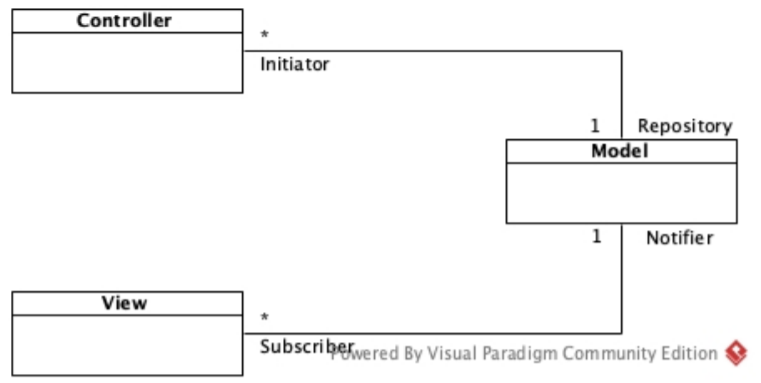 Controller
*
Initiator
1 Repository
Model
1 Notifier
View
*
Subscriber
Powered By Visual Paradigm Community Edition